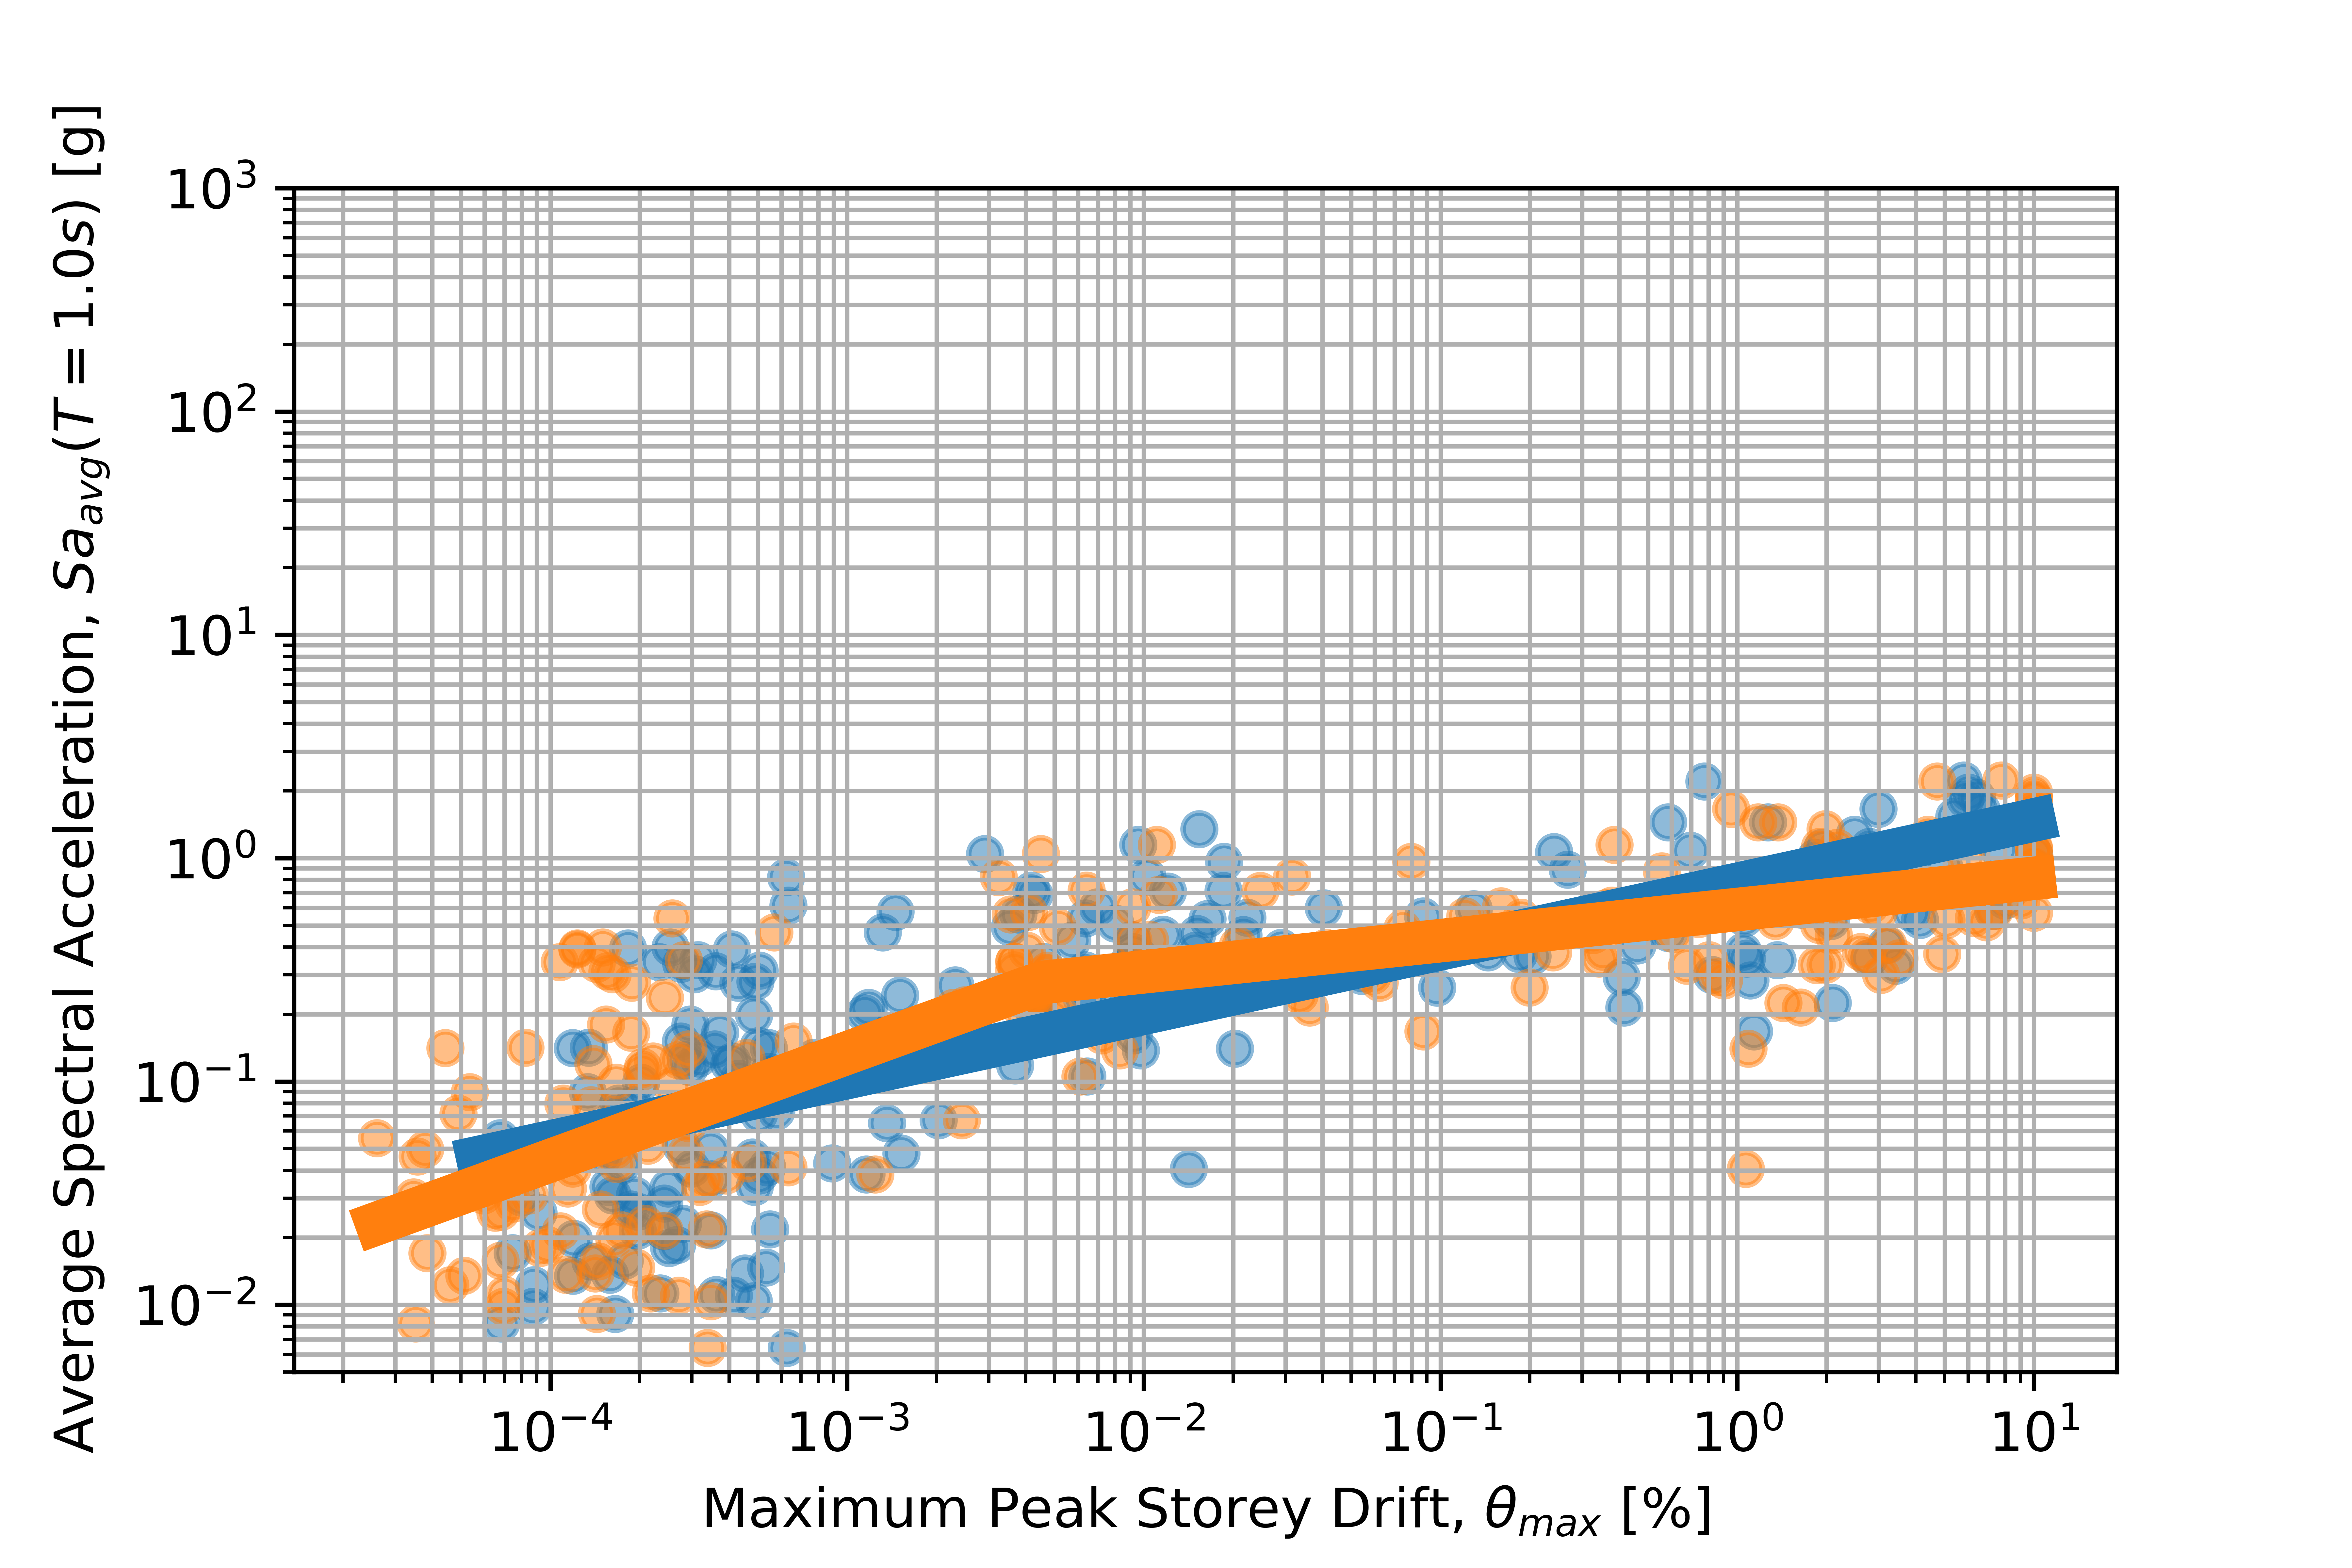 Average Spectral Acceleration, Sa_avg(T = 1.0s) [g]
10^3
10^2
10^1
10^0
10^−1
10^−2
10^−4 10^−3 10^−2 10^−1 10^0 10^1
Maximum Peak Storey Drift, θ_max [%]